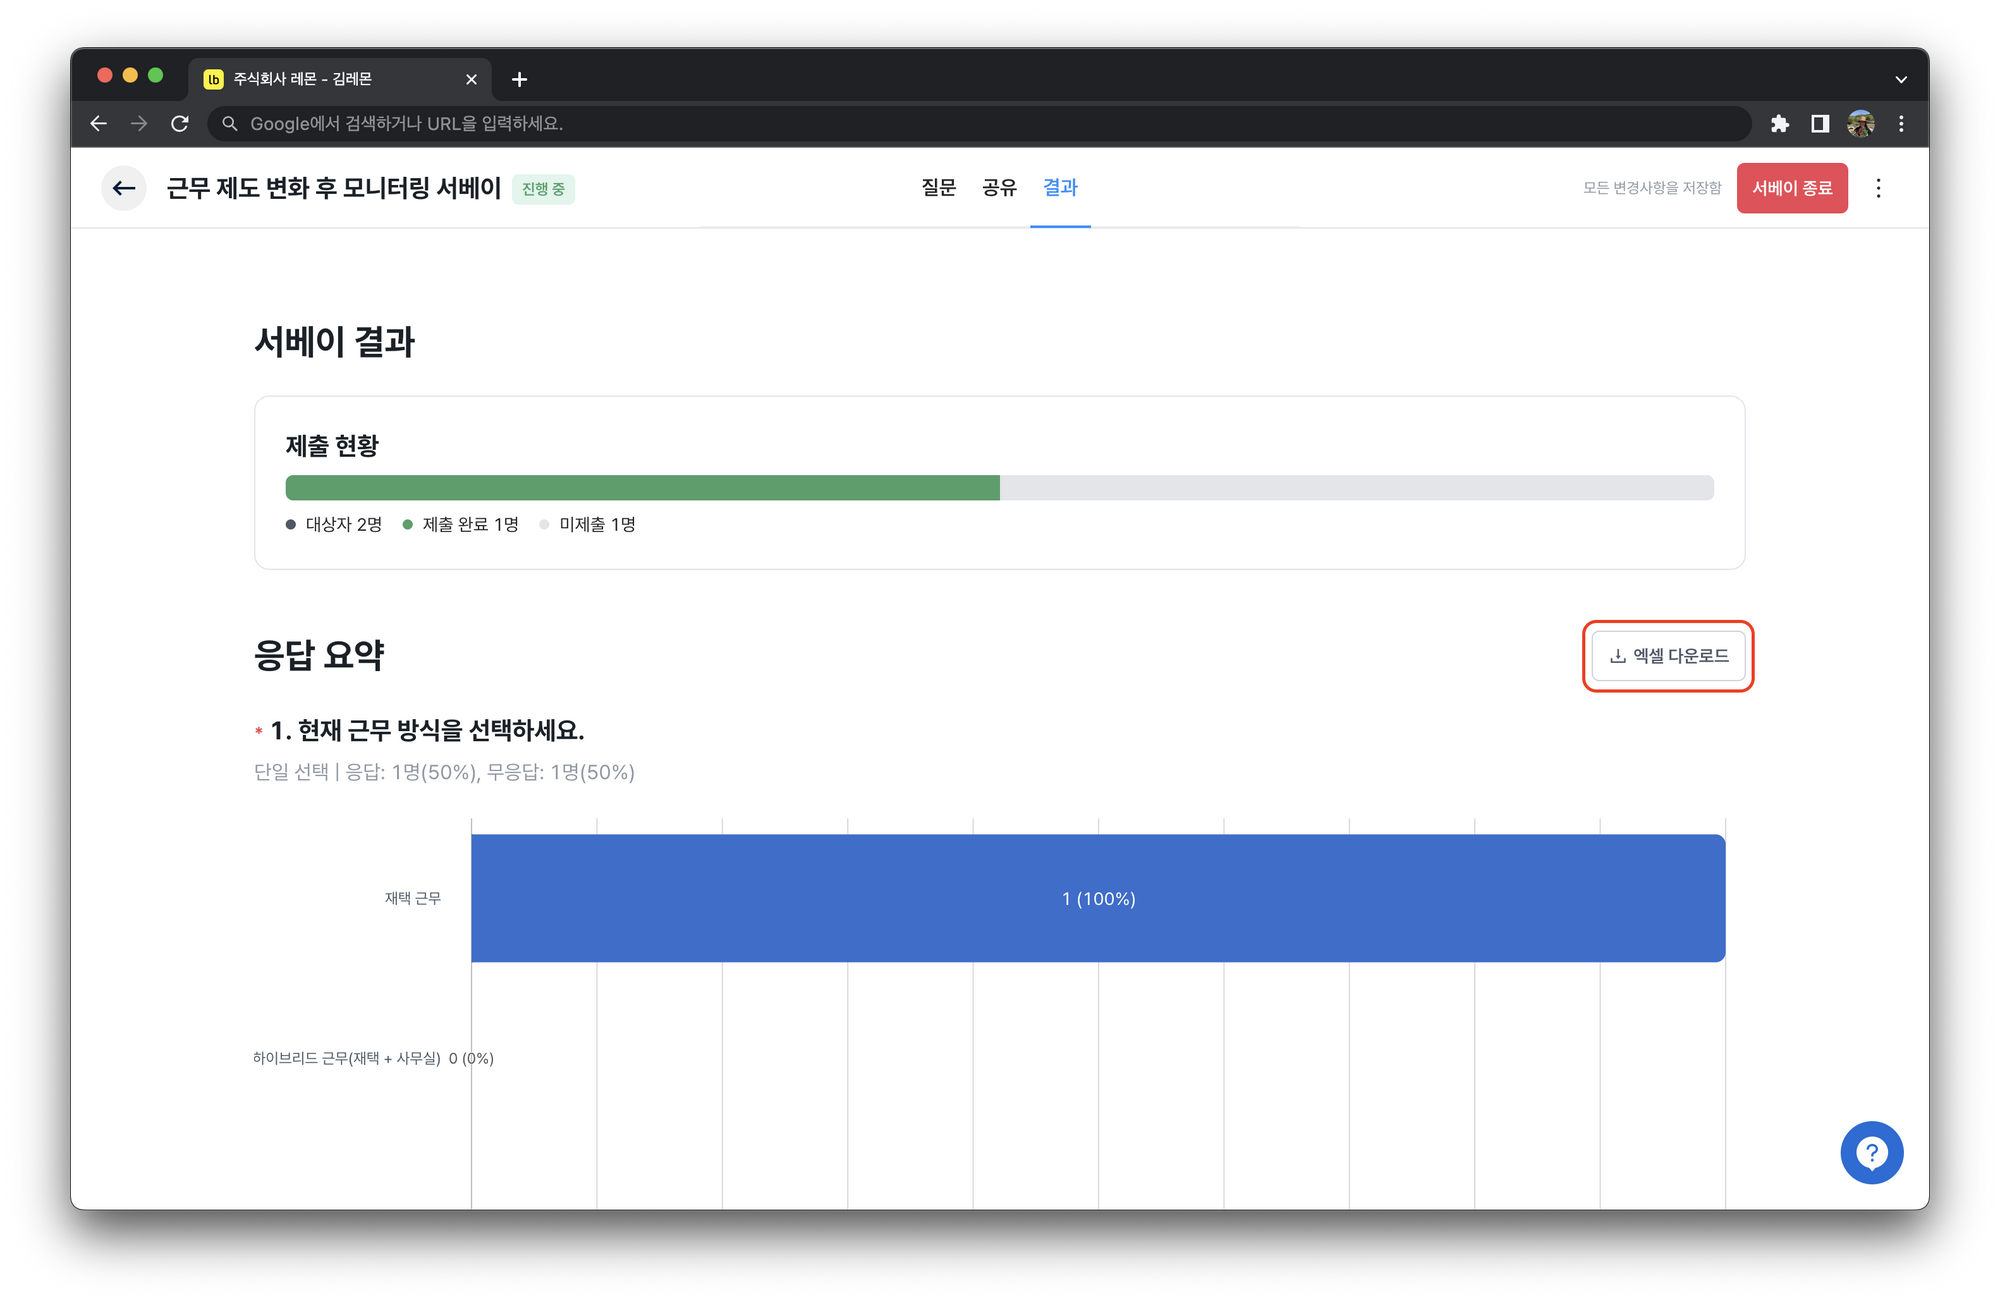 lb 주식회사 레몬 - 김레몬
Google에서 검색하거나 URL을 입력하세요.
근무 제도 변화 후 모니터링 서베이 진행 중
질문 공유 결과
모든 변경사항을 저장함 서베이 종료
서베이 결과
제출 현황
대상자 2명 제출 완료 1명 미제출 1명
응답 요약
엑셀 다운로드
* 1. 현재 근무 방식을 선택하세요.
단일 선택 | 응답: 1명(50%), 무응답: 1명(50%)
재택 근무 1 (100%)
하이브리드 근무(재택 + 사무실) 0 (0%)
?